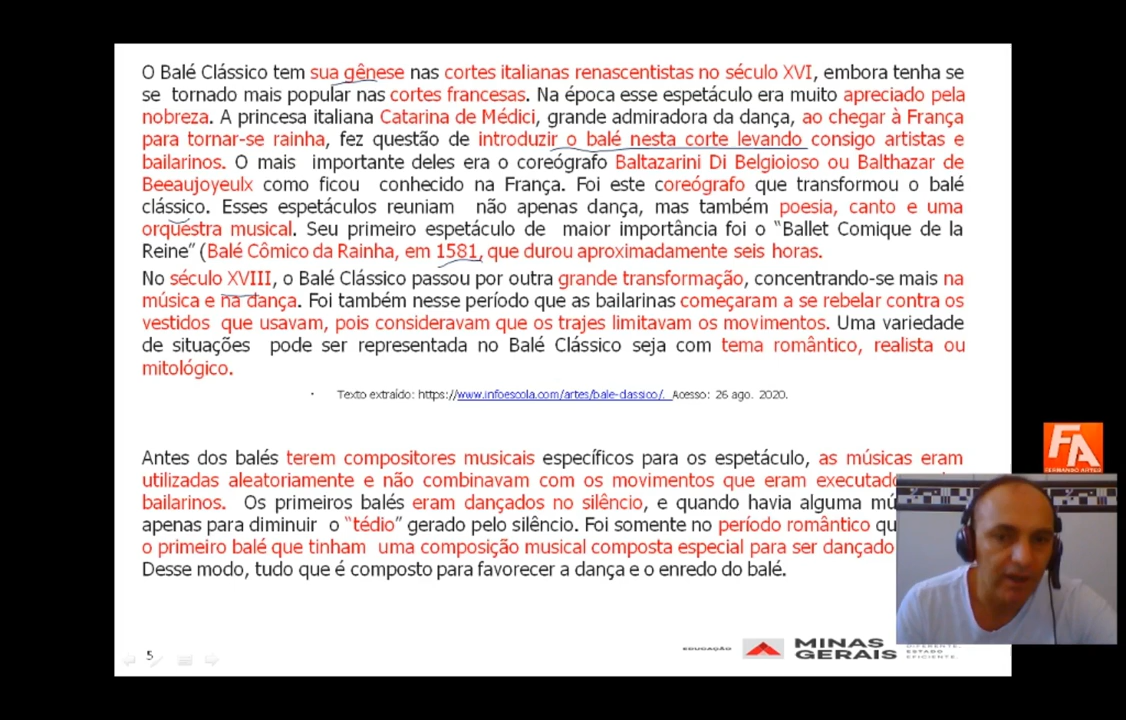 O Balé Clássico tem sua gênese nas cortes italianas renascentistas no século XVI, embora tenha se
se tornado mais popular nas cortes francesas. Na época esse espetáculo era muito apreciado pela
nobreza. A princesa italiana Catarina de Médici, grande admiradora da dança, ao chegar à França
para tornar-se rainha, fez questão de introduzir o balé nesta corte levando consigo artistas e
bailarinos. O mais importante deles era o coreógrafo Baltazarini Di Belgioioso ou Balthazar de
Beeaujoyeulx como ficou conhecido na França. Foi este coreógrafo que transformou o balé
clássico. Esses espetáculos reuniam não apenas dança, mas também poesia, canto e uma
orquestra musical. Seu primeiro espetáculo de maior importância foi o “Ballet Comique de la
Reine” (Balé Cômico da Rainha, em 1581, que durou aproximadamente seis horas.
No século XVIII, o Balé Clássico passou por outra grande transformação, concentrando-se mais na
música e na dança. Foi também nesse período que as bailarinas começaram a se rebelar contra os
vestidos que usavam, pois consideravam que os trajes limitavam os movimentos. Uma variedade
de situações pode ser representada no Balé Clássico seja com tema romântico, realista ou
mitológico.
Texto extraído: https://www.infoescola.com/artes/bale-classico/. Acesso: 26 ago. 2020.
Antes dos balés terem compositores musicais específicos para os espetáculo, as músicas eram
utilizadas aleatoriamente e não combinavam com os movimentos que eram
bailarinos. Os primeiros balés eram dançados no silêncio, e quando havia alguma
apenas para diminuir o “tédio” gerado pelo silêncio. Foi somente no período romântico
o primeiro balé que tinham uma composição musical composta especial para ser dançado
Desse modo, tudo que é composto para favorecer a dança e o enredo do balé.
FA
FERNANDO ARTES
5
EDUCAÇÃO
MINAS
GERAIS
DIFERENTE.
ESTADO
EFICIENTE.